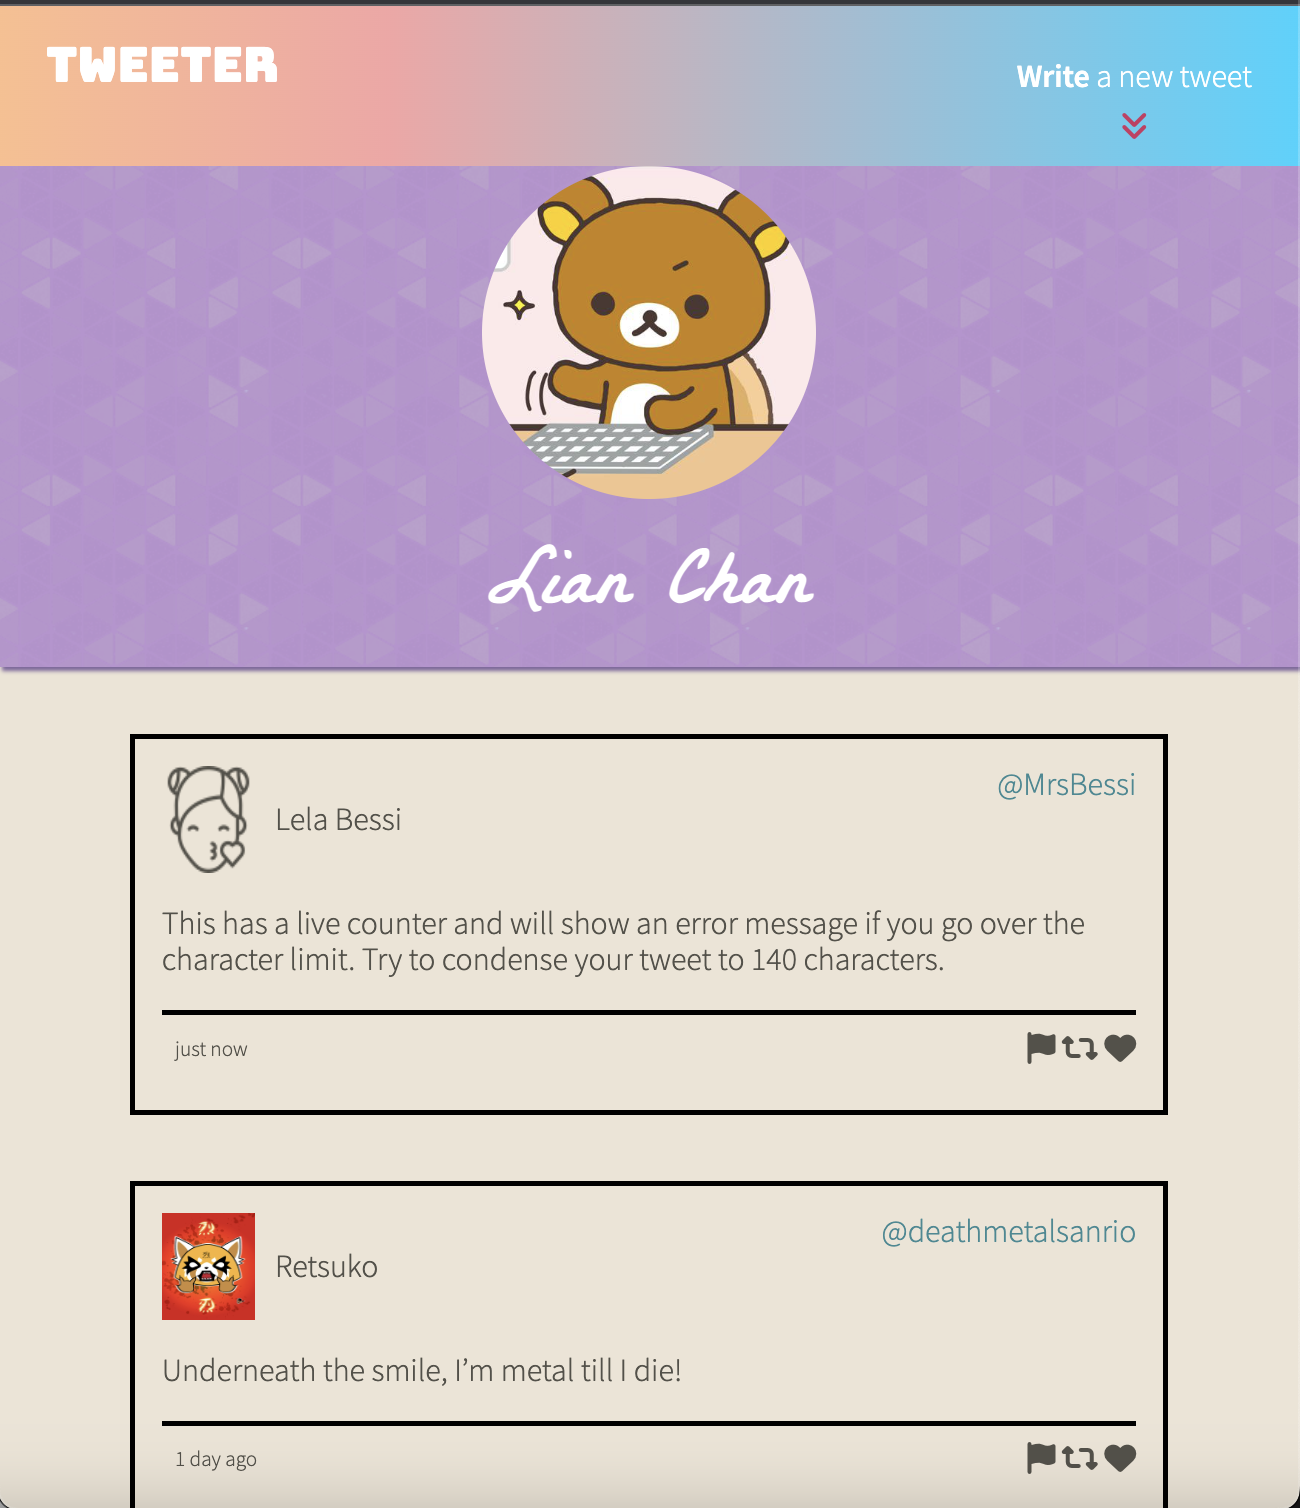 TWEETER
Write a new tweet
Lian Chan
@MrsBessi
Lela Bessi
This has a live counter and will show an error message if you go over the
character limit. Try to condense your tweet to 140 characters.
just now
@deathmetalsanrio
Retsuko
Underneath the smile, I’m metal till I die!
1 day ago